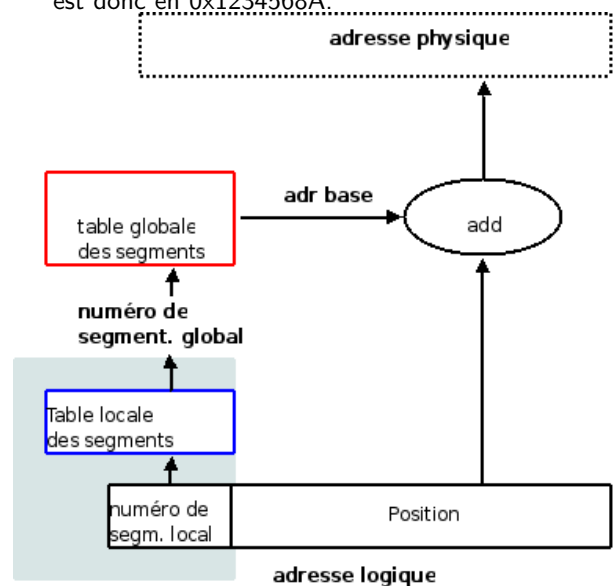 est donc en 0x1234568A.
adresse physique
adr base
add
table globale
des segments
numéro de
segment. global
Table locale
des segments
numéro de
segm. local
Position
adresse logique